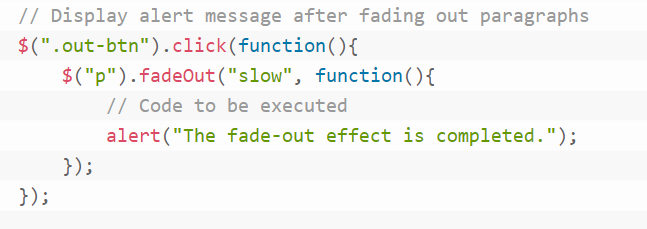 // Display alert message after fading out paragraphs
$(".out-btn").click(function(){
    $("p").fadeOut("slow", function(){
        // Code to be executed
        alert("The fade-out effect is completed.");
    });
});